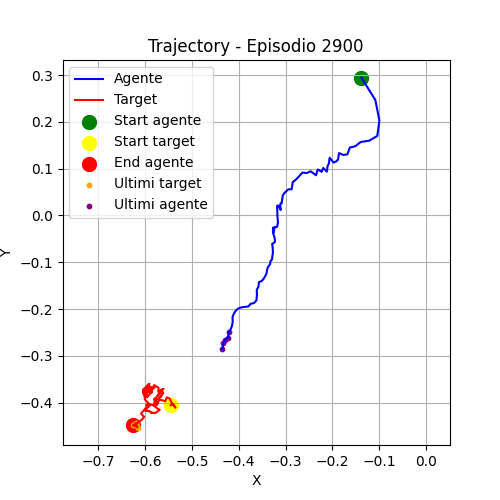 Trajectory - Episodio 2900
Agente
Target
Start agente
Start target
End agente
Ultimi target
Ultimi agente
0.3
0.2
0.1
0.0
−0.1
−0.2
−0.3
−0.4
Y
−0.7 −0.6 −0.5 −0.4 −0.3 −0.2 −0.1 0.0
X